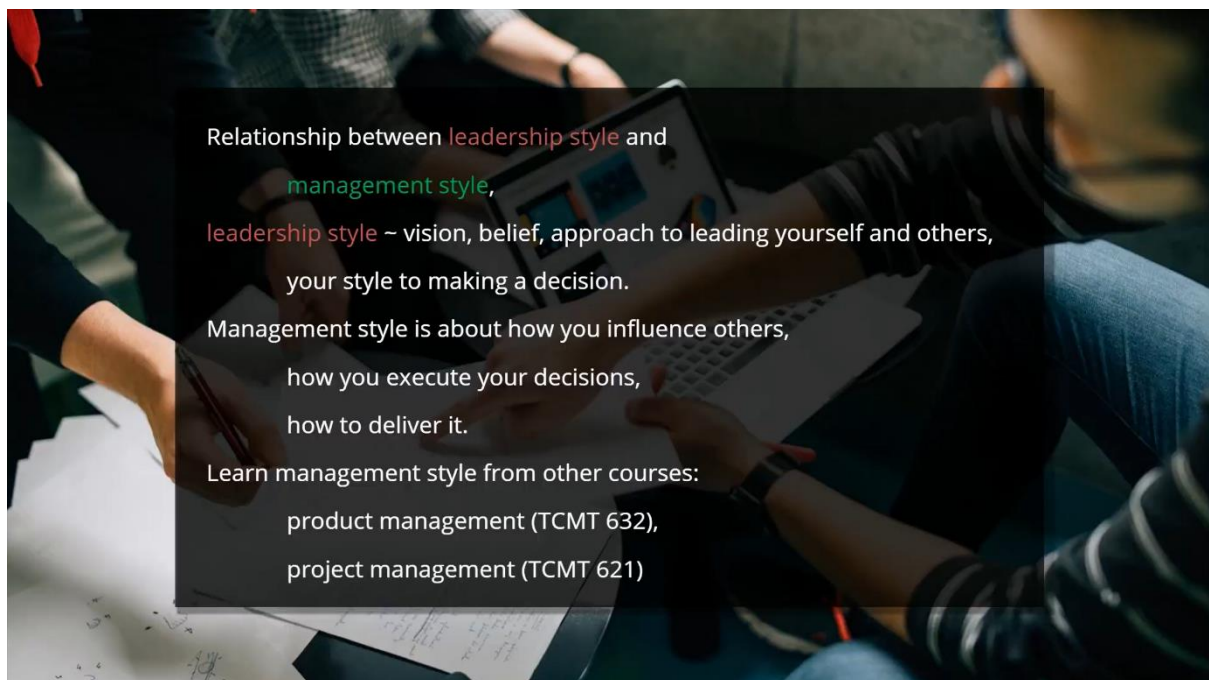 Relationship between leadership style and
management style,
leadership style ~ vision, belief, approach to leading yourself and others,
your style to making a decision.
Management style is about how you influence others,
how you execute your decisions,
how to deliver it.
Learn management style from other courses:
product management (TCMT 632),
project management (TCMT 621)